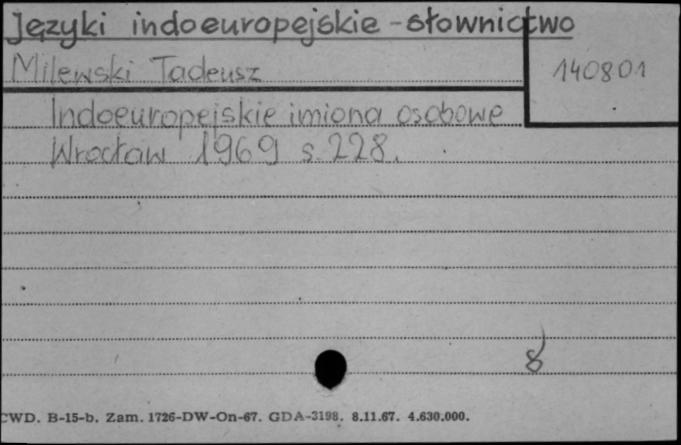 Języki indoeuropejskie - słownictwo
Milewski Tadeusz
140801
Indoeuropejskie imiona osobowe
Wrocław 1969 s. 228.
8
CWD. B-15-b. Zam. 1726-DW-On-67. GDA-3198. 8.11.67. 4.630.000.